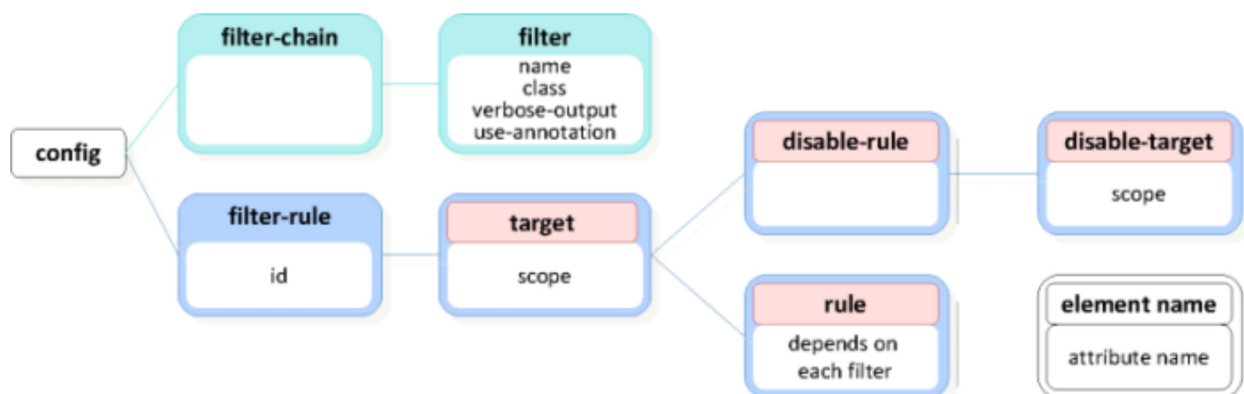 config
filter-chain
filter
name
class
verbose-output
use-annotation
filter-rule
id
target
scope
disable-rule
disable-target
scope
rule
depends on
each filter
element name
attribute name